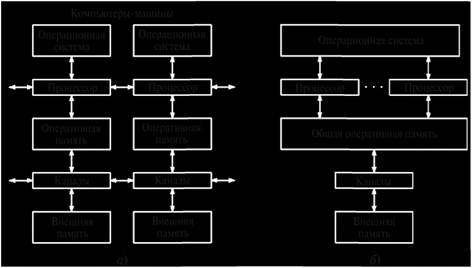 Компьютеры-машины
Операционная
система
Операционная
система
Операционная система
Процессор
Процессор
Процессор
· · ·
Процессор
Оперативная
память
Оперативная
память
Общая оперативная память
Каналы
Каналы
Каналы
Внешняя
память
Внешняя
память
Внешняя
память
а)
б)